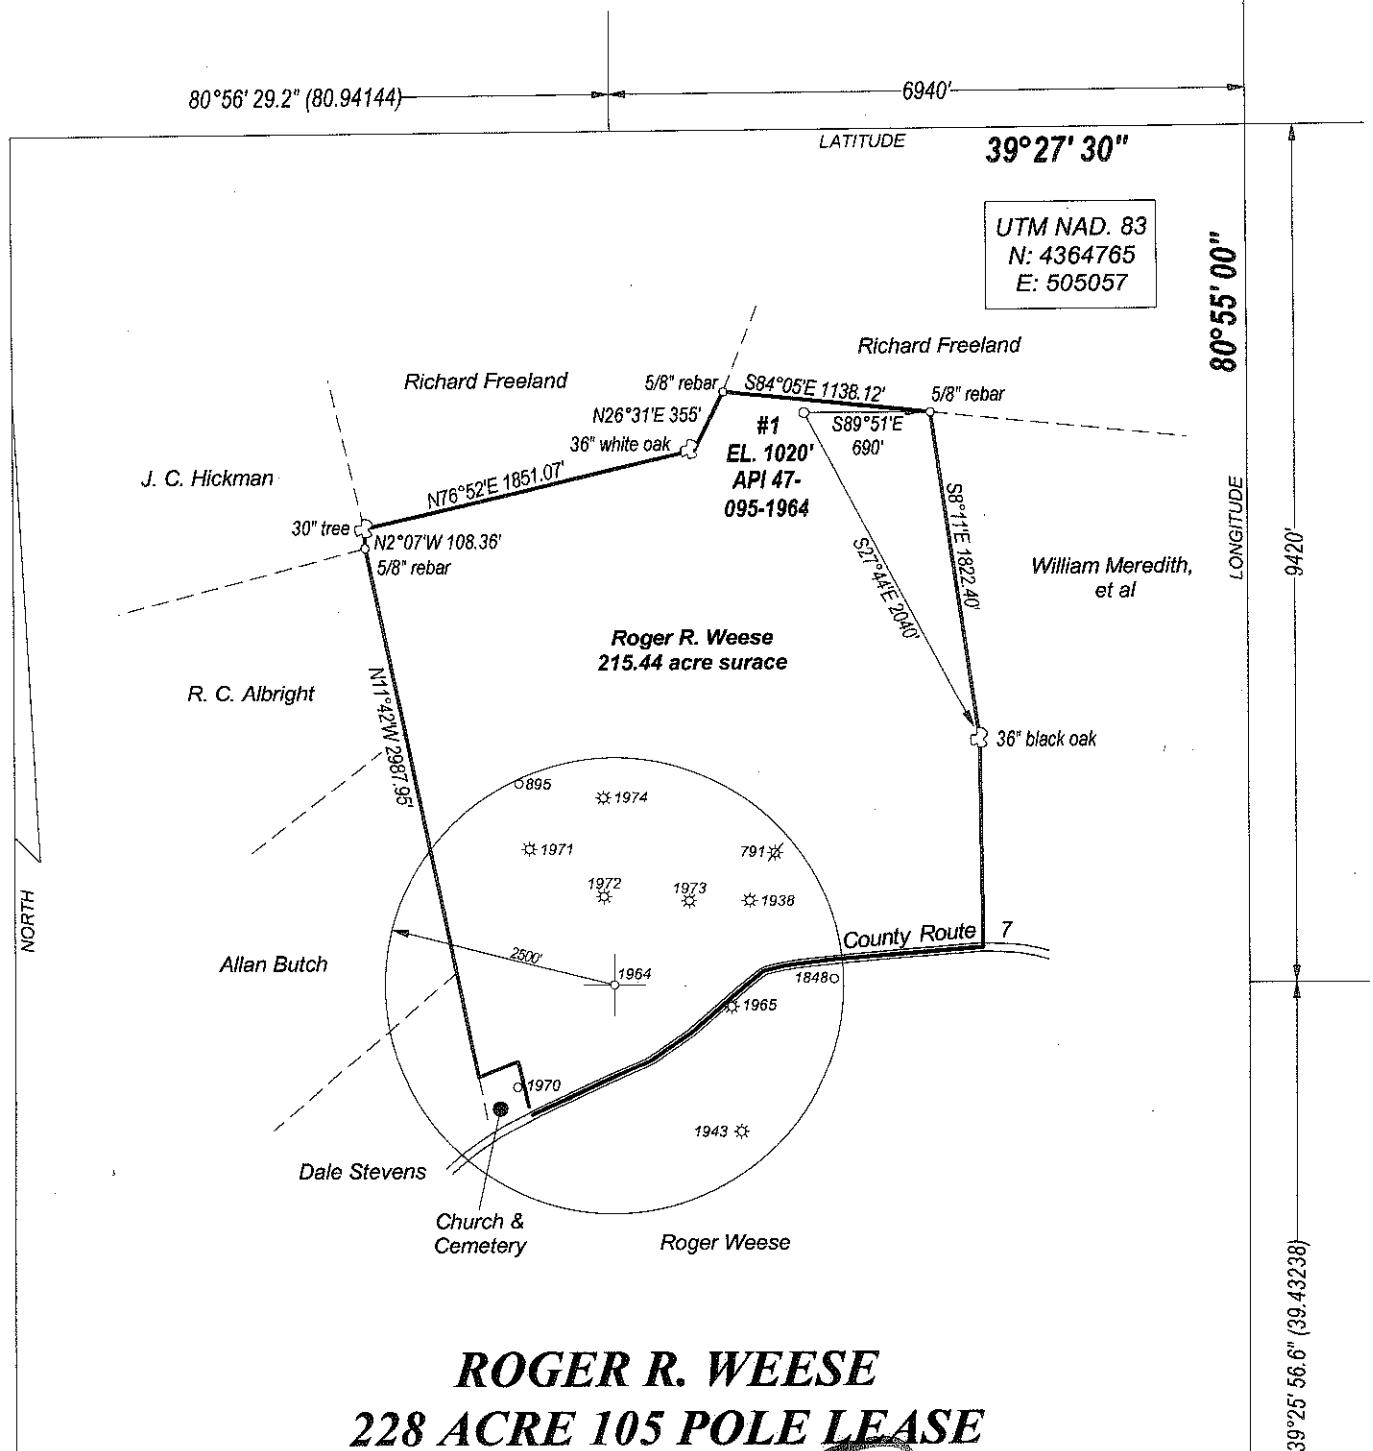 80°56' 29.2" (80.94144)
6940'
LATITUDE
39°27' 30"
UTM NAD. 83
N: 4364765
E: 505057
80°55' 00"
LONGITUDE
9420'
Richard Freeland
Richard Freeland
5/8" rebar
S84°05'E 1138.12'
5/8" rebar
N26°31'E 355'
S89°51'E
690'
36" white oak
#1
EL. 1020'
API 47-
095-1964
J. C. Hickman
N76°52'E 1851.07'
30" tree
N2°07'W 108.36'
5/8" rebar
S8°11'E 1822.40'
S27°44'E 2040'
William Meredith,
et al
Roger R. Weese
215.44 acre surace
R. C. Albright
N11°42'W 2987.95'
36" black oak
895
1974
1971
791
1972
1973
1938
NORTH
County Route 7
Allan Butch
2500'
1964
1848
1965
1970
1943
Dale Stevens
Church &
Cemetery
Roger Weese
39°25' 56.6" (39.43238)
ROGER R. WEESE
228 ACRE 105 POLE LEASE